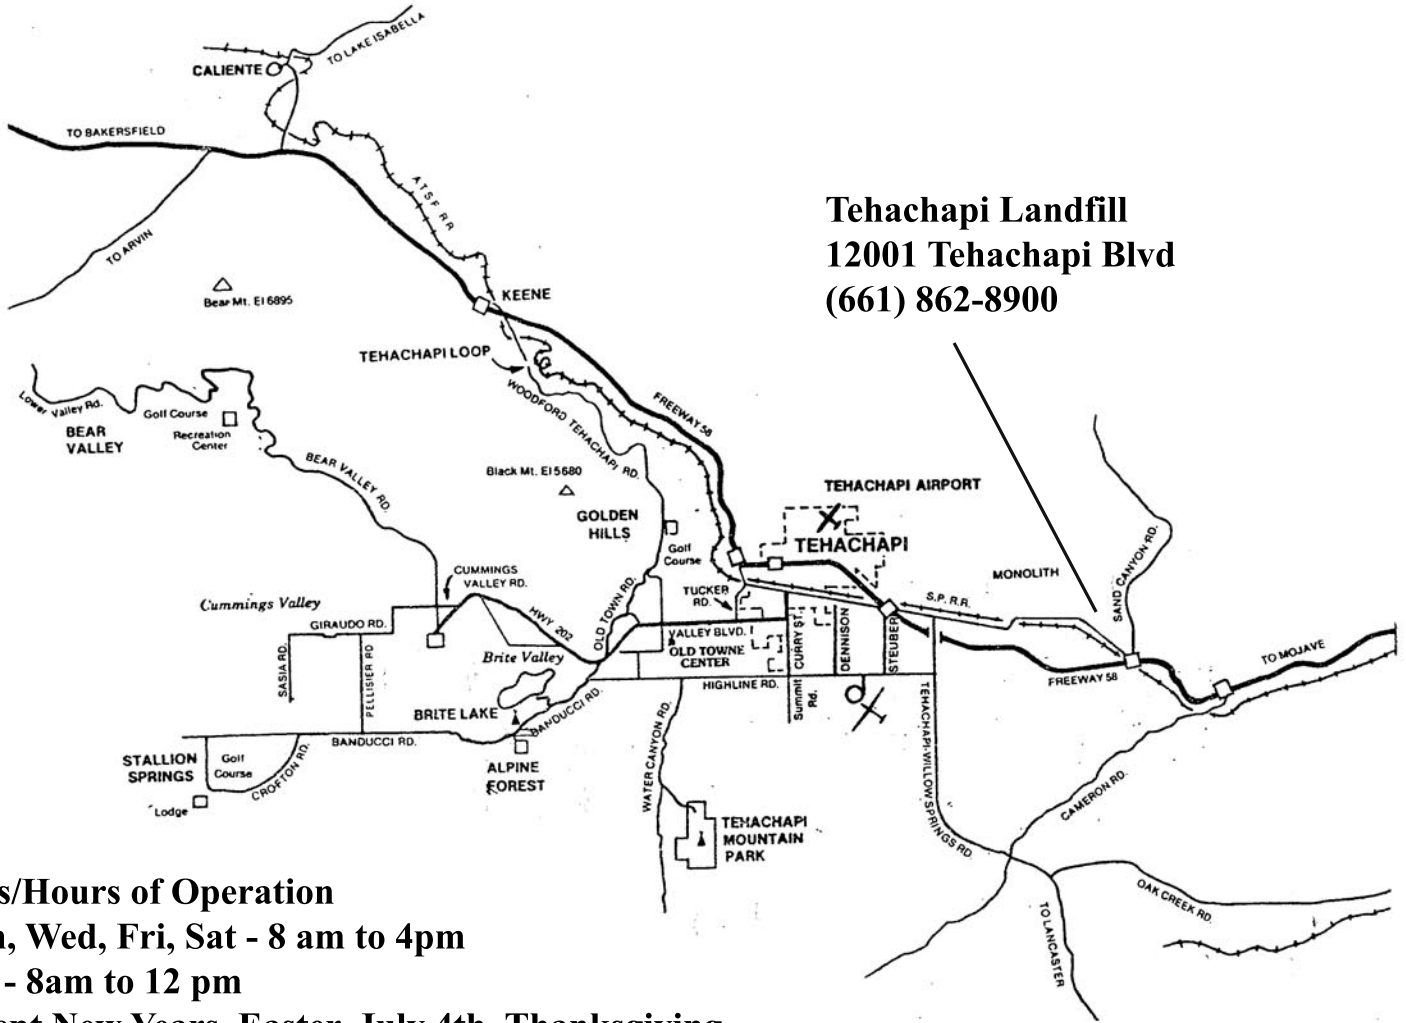 TO LAKE ISABELLA
CALIENTE
TO BAKERSFIELD
ATSF RR
TO ARVIN
Tehachapi Landfill
12001 Tehachapi Blvd
(661) 862-8900
Bear Mt. El 6895
KEENE
TEHACHAPI LOOP
WOODFORD TEHACHAPI RD.
FREEWAY 58
Lower Valley Rd.
Golf Course
BEAR
VALLEY
Recreation
Center
BEAR VALLEY RD.
Black Mt. El 5680
GOLDEN
HILLS
Golf
Course
TEHACHAPI AIRPORT
TEHACHAPI
MONOLITH
SAND CANYON RD.
CUMMINGS
VALLEY RD.
Cummings Valley
GIRAUDO RD.
HWY 202
OLD TOWN RD.
TUCKER
RD.
S.P.R.R.
VALLEY BLVD.
OLD TOWNE
CENTER
CURRY ST.
DENNISON
STEUBER
SASIA RD.
PELLISIER RD
Brite Valley
HIGHLINE RD.
Summit
Rd.
FREEWAY 58
TO MOJAVE
BRITE LAKE
BANDUCCI RD.
BANDUCCI RD.
STALLION
SPRINGS
Golf
Course
CROFTON RD.
Lodge
ALPINE
FOREST
WATER CANYON RD.
TEHACHAPI-WILLOW SPRINGS RD.
CAMERON RD.
TEHACHAPI
MOUNTAIN
PARK
OAK CREEK RD.
TO LANCASTER
s/Hours of Operation
, Wed, Fri, Sat - 8 am to 4pm
- 8am to 12 pm
New Years, Easter, July 4th, Thanksgiving